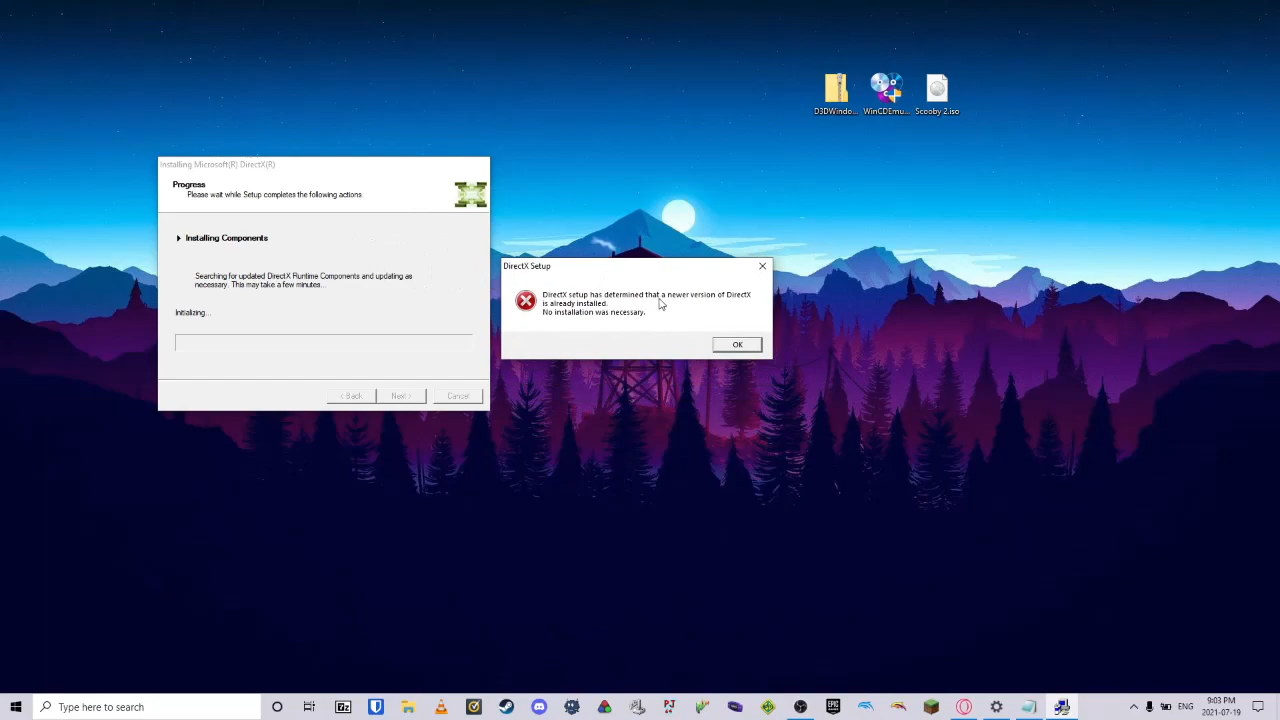 D3DWindo...
WinCDEmu...
Scooby 2.iso
Installing Microsoft(R) DirectX(R)
Progress
Please wait while Setup completes the following actions.
Installing Components
Searching for updated DirectX Runtime Components and updating as
necessary. This may take a few minutes...
Initializing...
< Back
Next >
Cancel
DirectX Setup
DirectX setup has determined that a newer version of DirectX
is already installed.
No installation was necessary.
OK
Type here to search
7z
ENG
9:03 PM
2021-07-19